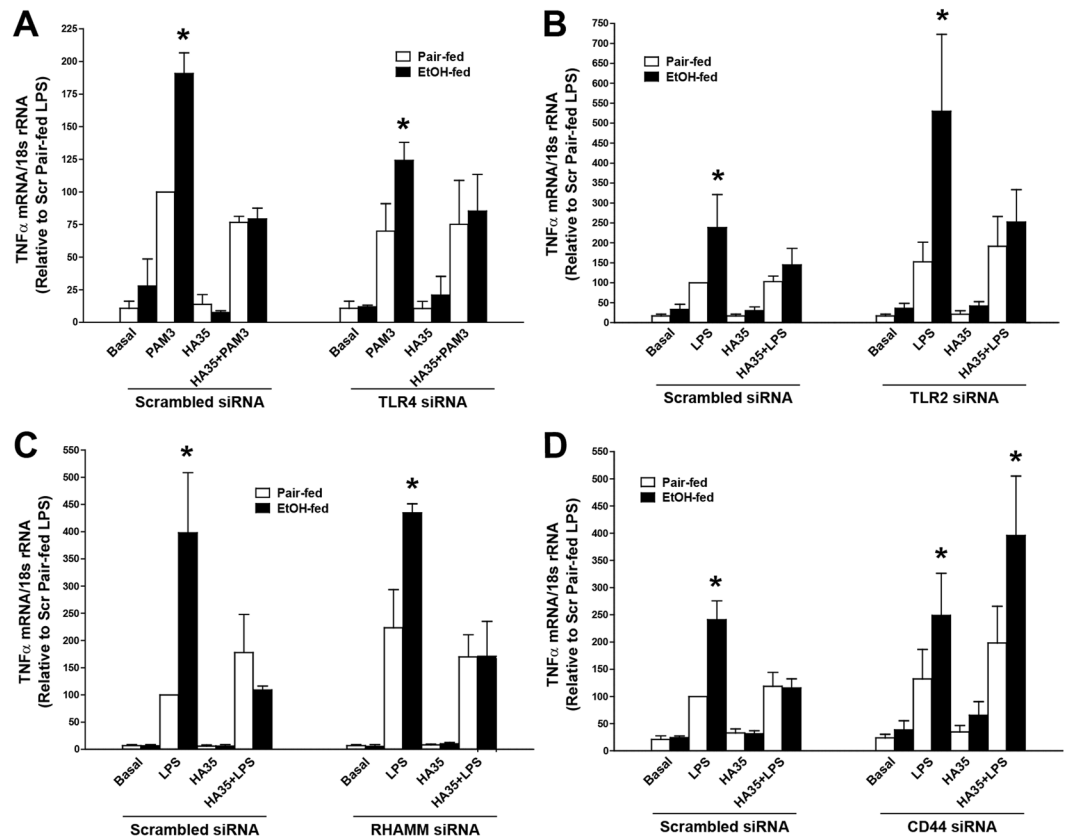 A
TNFα mRNA/18s rRNA
(Relative to Scr Pair-fed LPS)
225
200
175
150
125
100
75
50
25
0
*
*
Pair-fed
EtOH-fed
Basal
PAM3
HA35
HA35+PAM3
Basal
PAM3
HA35
HA35+PAM3
Scrambled siRNA
TLR4 siRNA
B
TNFα mRNA/18s rRNA
(Relative to Scr Pair-fed LPS)
750
700
650
600
550
500
450
400
350
300
250
200
150
100
50
0
*
*
Pair-fed
EtOH-fed
Basal
LPS
HA35
HA35+LPS
Basal
LPS
HA35
HA35+LPS
Scrambled siRNA
TLR2 siRNA
C
TNFα mRNA/18s rRNA
(Relative to Scr Pair-fed LPS)
550
500
450
400
350
300
250
200
150
100
50
0
*
*
Pair-fed
EtOH-fed
Basal
LPS
HA35
HA35+LPS
Basal
LPS
HA35
HA35+LPS
Scrambled siRNA
RHAMM siRNA
D
TNFα mRNA/18s rRNA
(Relative to Scr Pair-fed LPS)
550
500
450
400
350
300
250
200
150
100
50
0
*
*
*
Pair-fed
EtOH-fed
Basal
LPS
HA35
HA35+LPS
Basal
LPS
HA35
HA35+LPS
Scrambled siRNA
CD44 siRNA